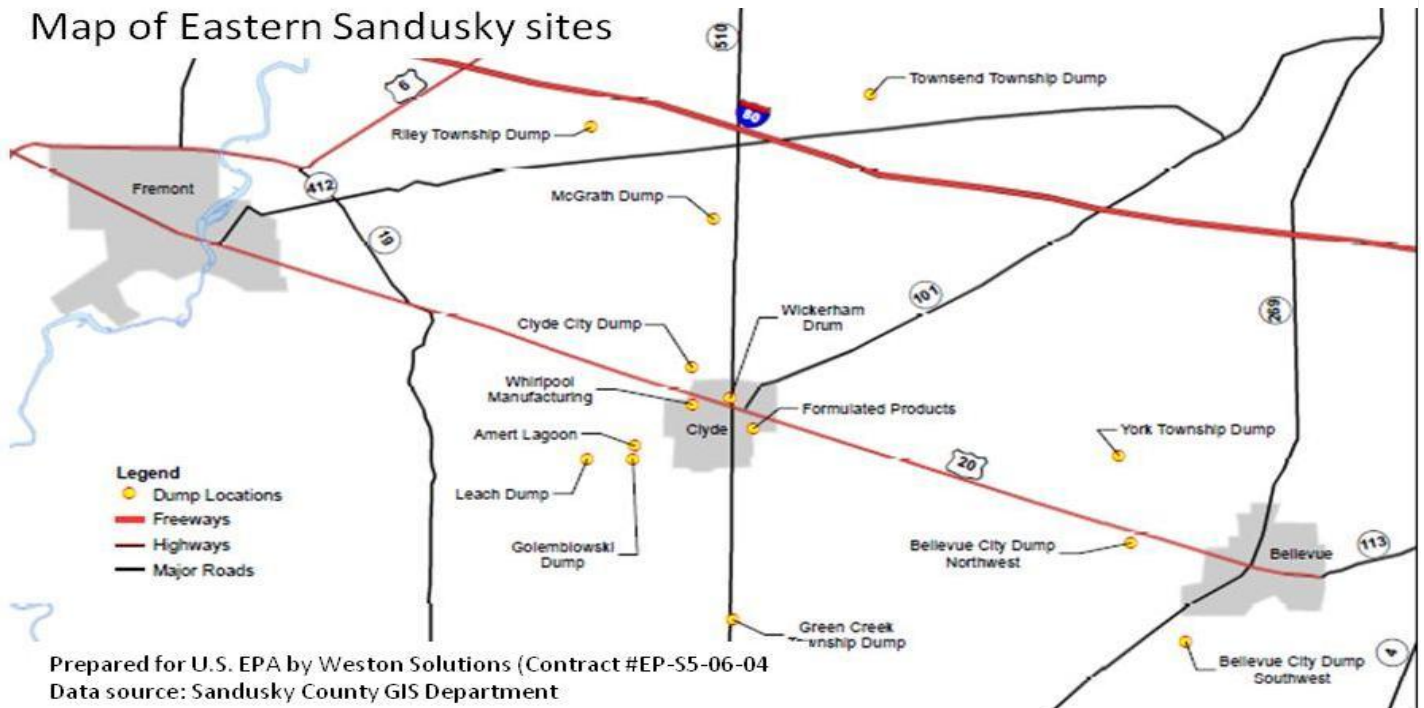 Map of Eastern Sandusky sites
510
6
Townsend Township Dump
80
Riley Township Dump
Fremont
412
McGrath Dump
19
101
269
Clyde City Dump
Wickerham
Drum
Whirlpool
Manufacturing
Formulated Products
Clyde
Amert Lagoon
York Township Dump
20
Leach Dump
Golembiowski
Dump
Bellevue City Dump
Northwest
Bellevue
113
Legend
Dump Locations
Freeways
Highways
Major Roads
Green Creek
wnship Dump
Bellevue City Dump
Southwest
4
Prepared for U.S. EPA by Weston Solutions (Contract #EP-S5-06-04
Data source: Sandusky County GIS Department